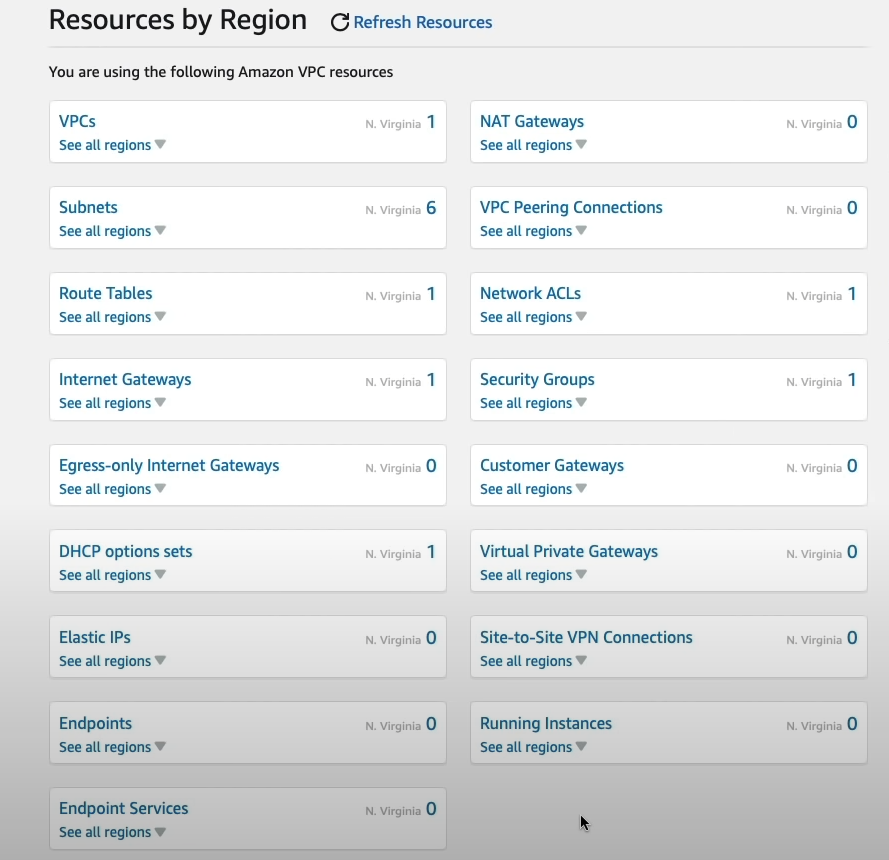 Resources by Region Refresh Resources
You are using the following Amazon VPC resources
VPCs N. Virginia 1
See all regions
NAT Gateways N. Virginia 0
See all regions
Subnets N. Virginia 6
See all regions
VPC Peering Connections N. Virginia 0
See all regions
Route Tables N. Virginia 1
See all regions
Network ACLs N. Virginia 1
See all regions
Internet Gateways N. Virginia 1
See all regions
Security Groups N. Virginia 1
See all regions
Egress-only Internet Gateways N. Virginia 0
See all regions
Customer Gateways N. Virginia 0
See all regions
DHCP options sets N. Virginia 1
See all regions
Virtual Private Gateways N. Virginia 0
See all regions
Elastic IPs N. Virginia 0
See all regions
Site-to-Site VPN Connections N. Virginia 0
See all regions
Endpoints N. Virginia 0
See all regions
Running Instances N. Virginia 0
See all regions
Endpoint Services N. Virginia 0
See all regions